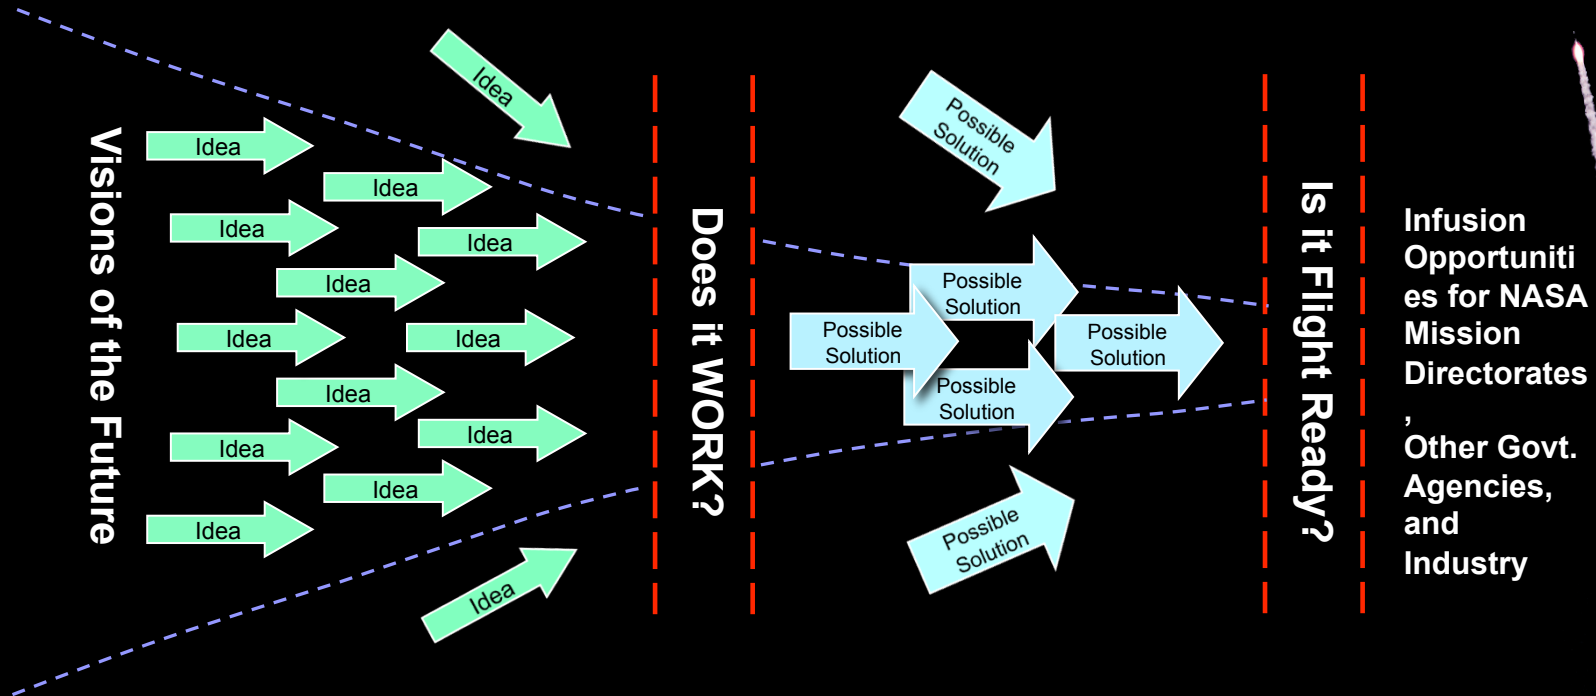 Visions of the Future
Idea
Idea
Idea
Idea
Idea
Idea
Idea
Idea
Idea
Idea
Idea
Idea
Idea
Idea
Does it WORK?
Possible
Solution
Possible
Solution
Possible
Solution
Possible
Solution
Possible
Solution
Possible
Solution
Is it Flight Ready?
Infusion
Opportuniti
es for NASA
Mission
Directorates
,
Other Govt.
Agencies,
and
Industry